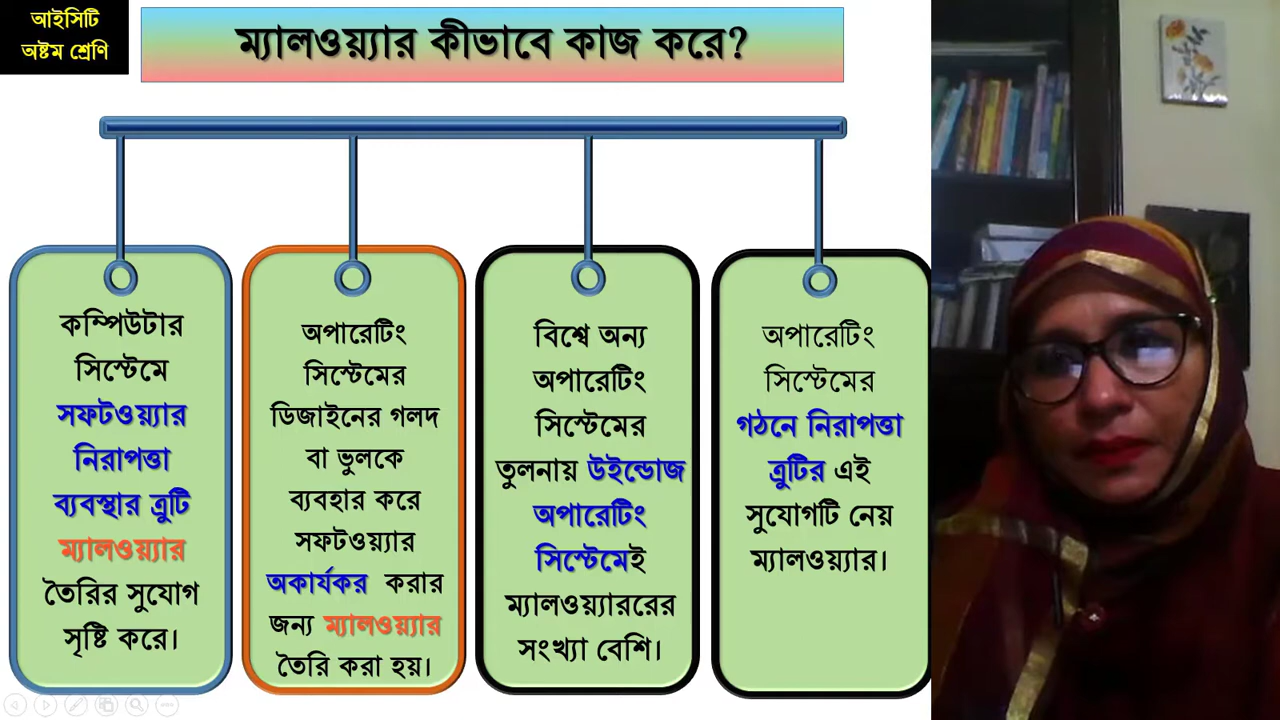 আইসিটি
অষ্টম শ্রেণি
ম্যালওয়্যার কীভাবে কাজ করে?
কম্পিউটার
সিস্টেমে
সফটওয়্যার
নিরাপত্তা
ব্যবস্থার ত্রুটি
ম্যালওয়্যার
তৈরির সুযোগ
সৃষ্টি করে।
অপারেটিং
সিস্টেমের
ডিজাইনের গলদ
বা ভুলকে
ব্যবহার করে
সফটওয়্যার
অকার্যকর করার
জন্য ম্যালওয়্যার
তৈরি করা হয়।
বিশ্বে অন্য
অপারেটিং
সিস্টেমের
তুলনায় উইন্ডোজ
অপারেটিং
সিস্টেমেই
ম্যালওয়্যাররের
সংখ্যা বেশি।
অপারেটিং
সিস্টেমের
গঠনে নিরাপত্তা
ত্রুটির এই
সুযোগটি নেয়
ম্যালওয়্যার।